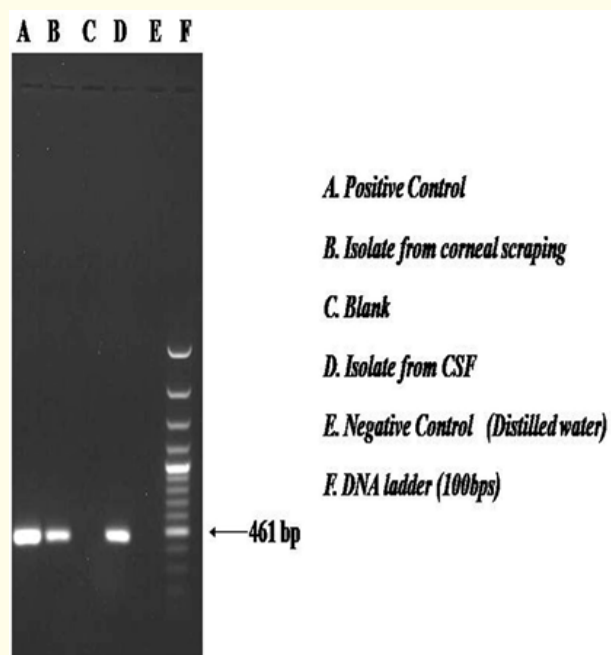 A B C D E F
A. Positive Control
B. Isolate from corneal scraping
C. Blank
D. Isolate from CSF
E. Negative Control (Distilled water)
F. DNA ladder (100bps)
461 bp